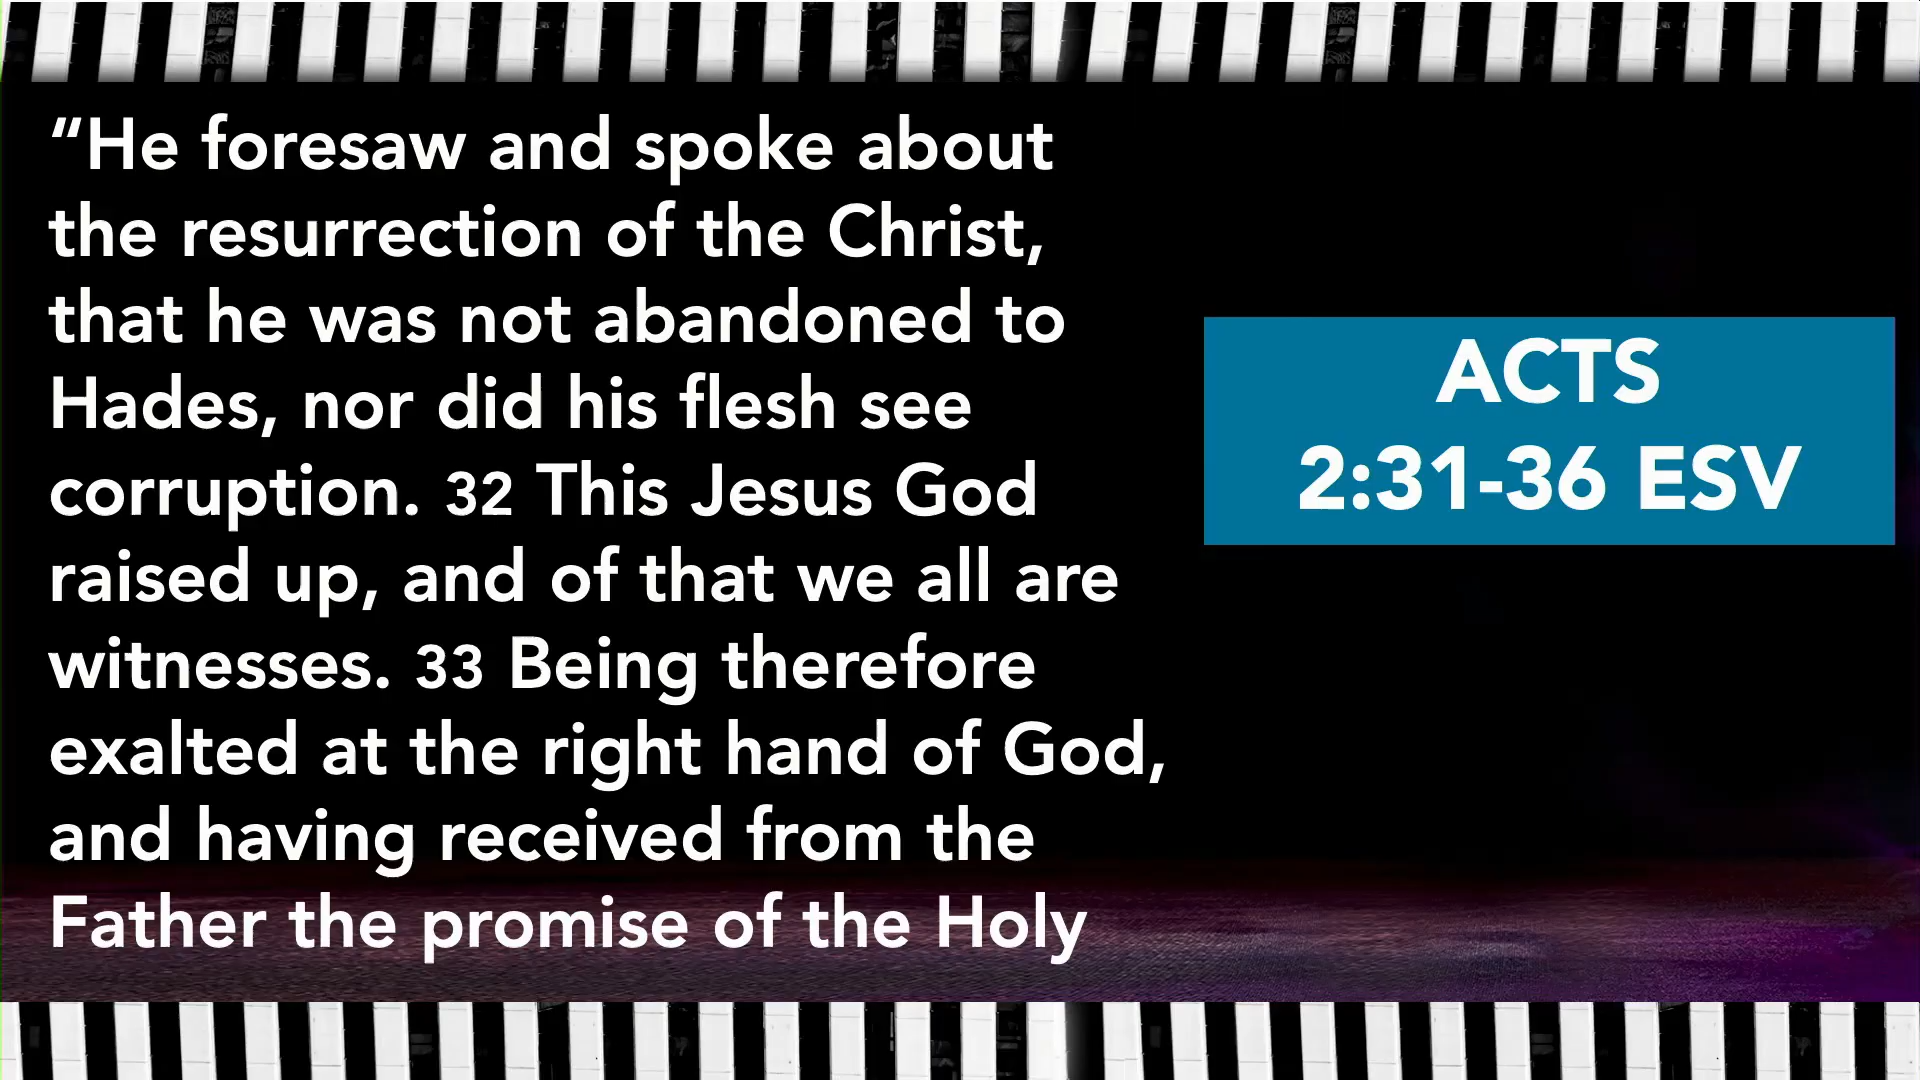 “He foresaw and spoke about
the resurrection of the Christ,
that he was not abandoned to
Hades, nor did his flesh see
corruption. 32 This Jesus God
raised up, and of that we all are
witnesses. 33 Being therefore
exalted at the right hand of God,
and having received from the
Father the promise of the Holy
ACTS
2:31-36 ESV